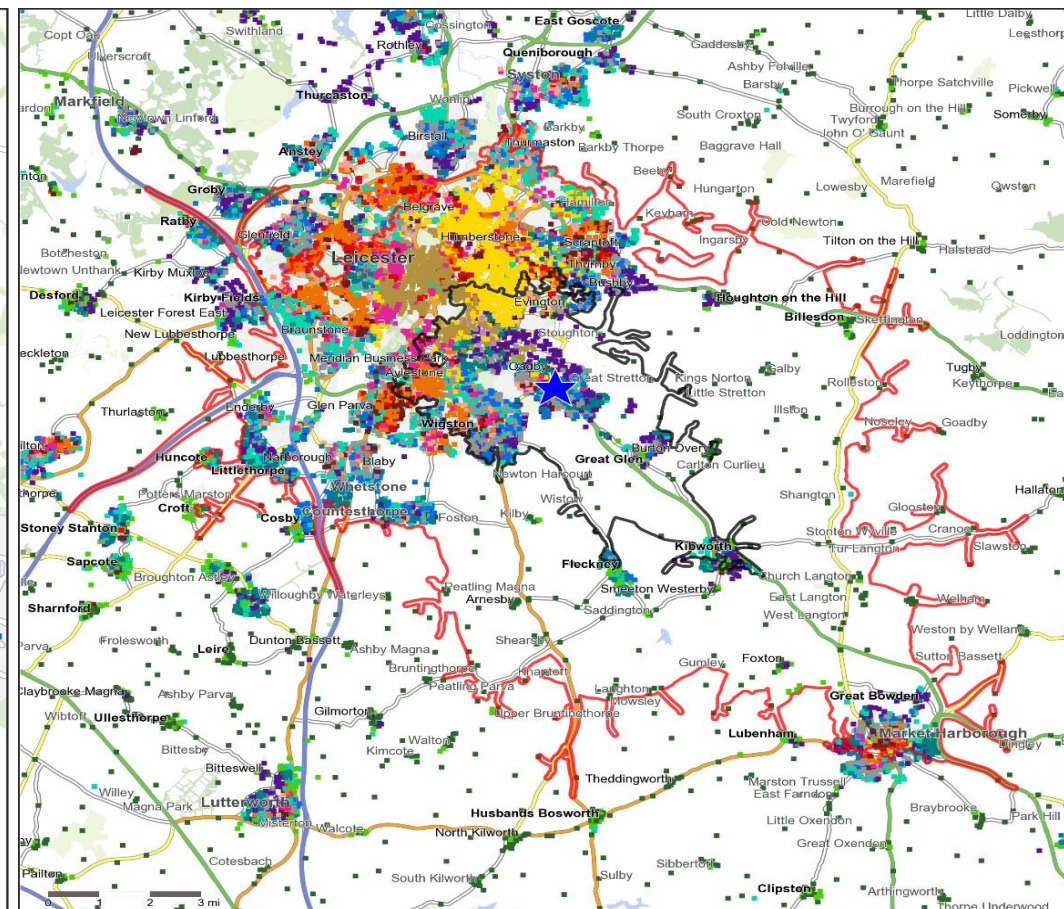 East Goscote
Cossington
Little Dalby
Copt Oak
Swithland
Ulverscroft
Rothley
Queniborough
Gaddesby
Ashby Folville
Barsby
Thorpe Satchville
Pickwell
Syston
Thurcaston
Wanlip
Markfield
Newtown Linford
Burrough on the Hill
Twyford
John O' Gaunt
Somerby
South Croxton
Birstall
Barkby
Thurmaston
Barkby Thorpe
Baggrave Hall
Anstey
Beeby
Hungarton
Lowesby
Marefield
Owston
Groby
Ratby
Belgrave
Hamilton
Keyham
Cold Newton
Glenfield
Humberstone
Scraptoft
Ingarsby
Tilton on the Hill
Halstead
Botcheston
Newtown Unthank
Kirby Muxloe
Leicester
Thurnby
Bushby
Desford
Kirby Fields
Leicester Forest East
Evington
Houghton on the Hill
Billesdon
Skeffington
Loddington
New Lubbesthorpe
Braunstone
Stoughton
Lubbesthorpe
Meridian Business Park
Aylestone
Oadby
Great Stretton
Kings Norton
Little Stretton
Galby
Rolleston
Tugby
Keythorpe
Thurlaston
Enderby
Glen Parva
Wigston
Illston
Noseley
Goadby
Huncote
Narborough
Littlethorpe
Blaby
Great Glen
Burton Overy
Carlton Curlieu
Potters Marston
Whetstone
Newton Harcourt
Shangton
Hallaton
Croft
Cosby
Countesthorpe
Foston
Kilby
Wistow
Glooston
Cranoe
Stoney Stanton
Stonton Wyville
Tur Langton
Slawston
Sapcote
Broughton Astley
Fleckney
Kibworth
Smeeton Westerby
Church Langton
East Langton
West Langton
Welham
Sharnford
Willoughby Waterleys
Peatling Magna
Arnesby
Saddington
Weston by Welland
Frolesworth
Leire
Dunton Bassett
Ashby Magna
Shearsby
Bruntingthorpe
Knaptoft
Gumley
Foxton
Sutton Bassett
Claybrooke Magna
Ashby Parva
Peatling Parva
Laughton
Mowsley
Great Bowden
Wibtoft
Ullesthorpe
Gilmorton
Upper Bruntingthorpe
Lubenham
Market Harborough
Dingley
Bittesby
Walton
Kimcote
Bitteswell
Theddingworth
Marston Trussell
East Farndon
Willey
Magna Park
Lutterworth
Misterton
Walcote
Husbands Bosworth
North Kilworth
Little Oxendon
Great Oxendon
Braybrooke
Park Hill
Cotesbach
Pailton
South Kilworth
Sulby
Sibbertoft
Clipston
Arthingworth
Thorpe Underwood
0 1 2 3 mi